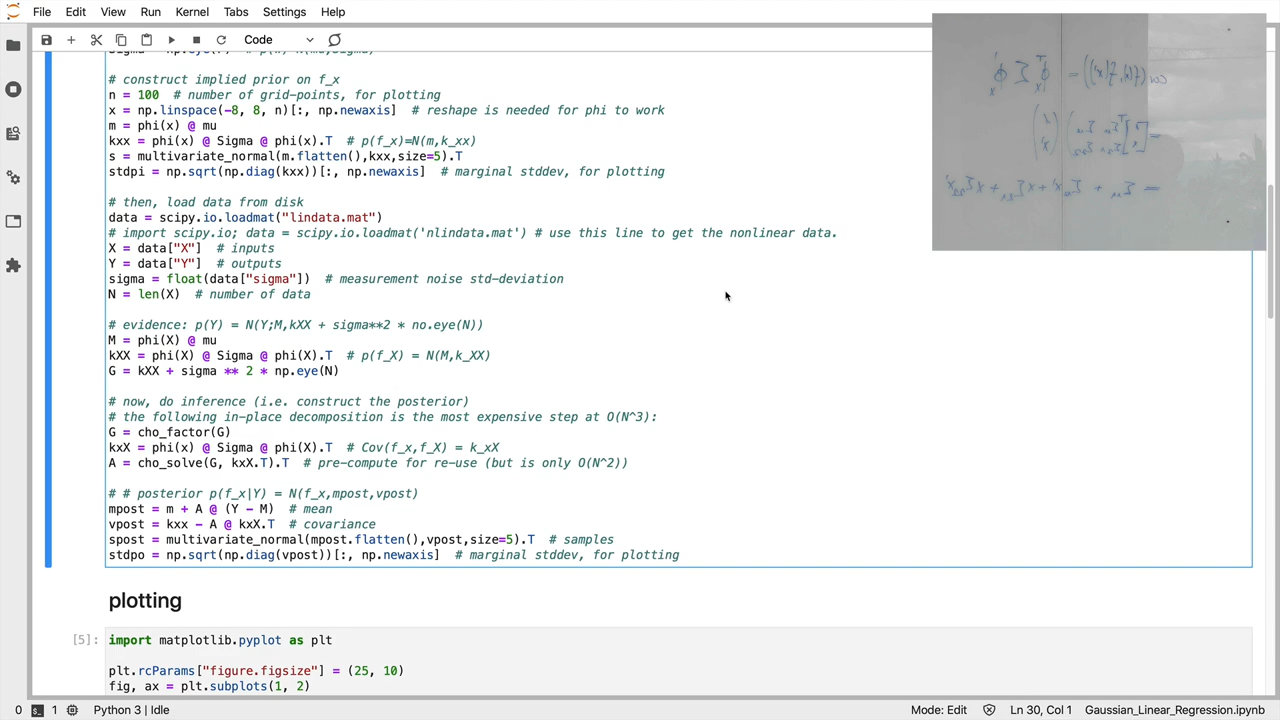 File Edit View Run Kernel Tabs Settings Help
Code
# construct implied prior on f_x
n = 100 # number of grid-points, for plotting
x = np.linspace(-8, 8, n)[:, np.newaxis] # reshape is needed for phi to work
m = phi(x) @ mu
kxx = phi(x) @ Sigma @ phi(x).T # p(f_x)=N(m,k_xx)
s = multivariate_normal(m.flatten(),kxx,size=5).T
stdpi = np.sqrt(np.diag(kxx))[:, np.newaxis] # marginal stddev, for plotting
# then, load data from disk
data = scipy.io.loadmat("lindata.mat")
# import scipy.io; data = scipy.io.loadmat('nlindata.mat') # use this line to get the nonlinear data.
X = data["X"] # inputs
Y = data["Y"] # outputs
sigma = float(data["sigma"]) # measurement noise std-deviation
N = len(X) # number of data
# evidence: p(Y) = N(Y;M,kXX + sigma**2 * no.eye(N))
M = phi(X) @ mu
kXX = phi(X) @ Sigma @ phi(X).T # p(f_X) = N(M,k_XX)
G = kXX + sigma ** 2 * np.eye(N)
# now, do inference (i.e. construct the posterior)
# the following in-place decomposition is the most expensive step at O(N^3):
G = cho_factor(G)
kxX = phi(x) @ Sigma @ phi(X).T # Cov(f_x,f_X) = k_xX
A = cho_solve(G, kxX.T).T # pre-compute for re-use (but is only O(N^2))
# # posterior p(f_x|Y) = N(f_x,mpost,vpost)
mpost = m + A @ (Y - M) # mean
vpost = kxx - A @ kxX.T # covariance
spost = multivariate_normal(mpost.flatten(),vpost,size=5).T # samples
stdpo = np.sqrt(np.diag(vpost))[:, np.newaxis] # marginal stddev, for plotting
plotting
[5]: import matplotlib.pyplot as plt
plt.rcParams["figure.figsize"] = (25, 10)
fig, ax = plt.subplots(1, 2)
0 1 Python 3 | Idle Mode: Edit Ln 30, Col 1 Gaussian_Linear_Regression.ipynb